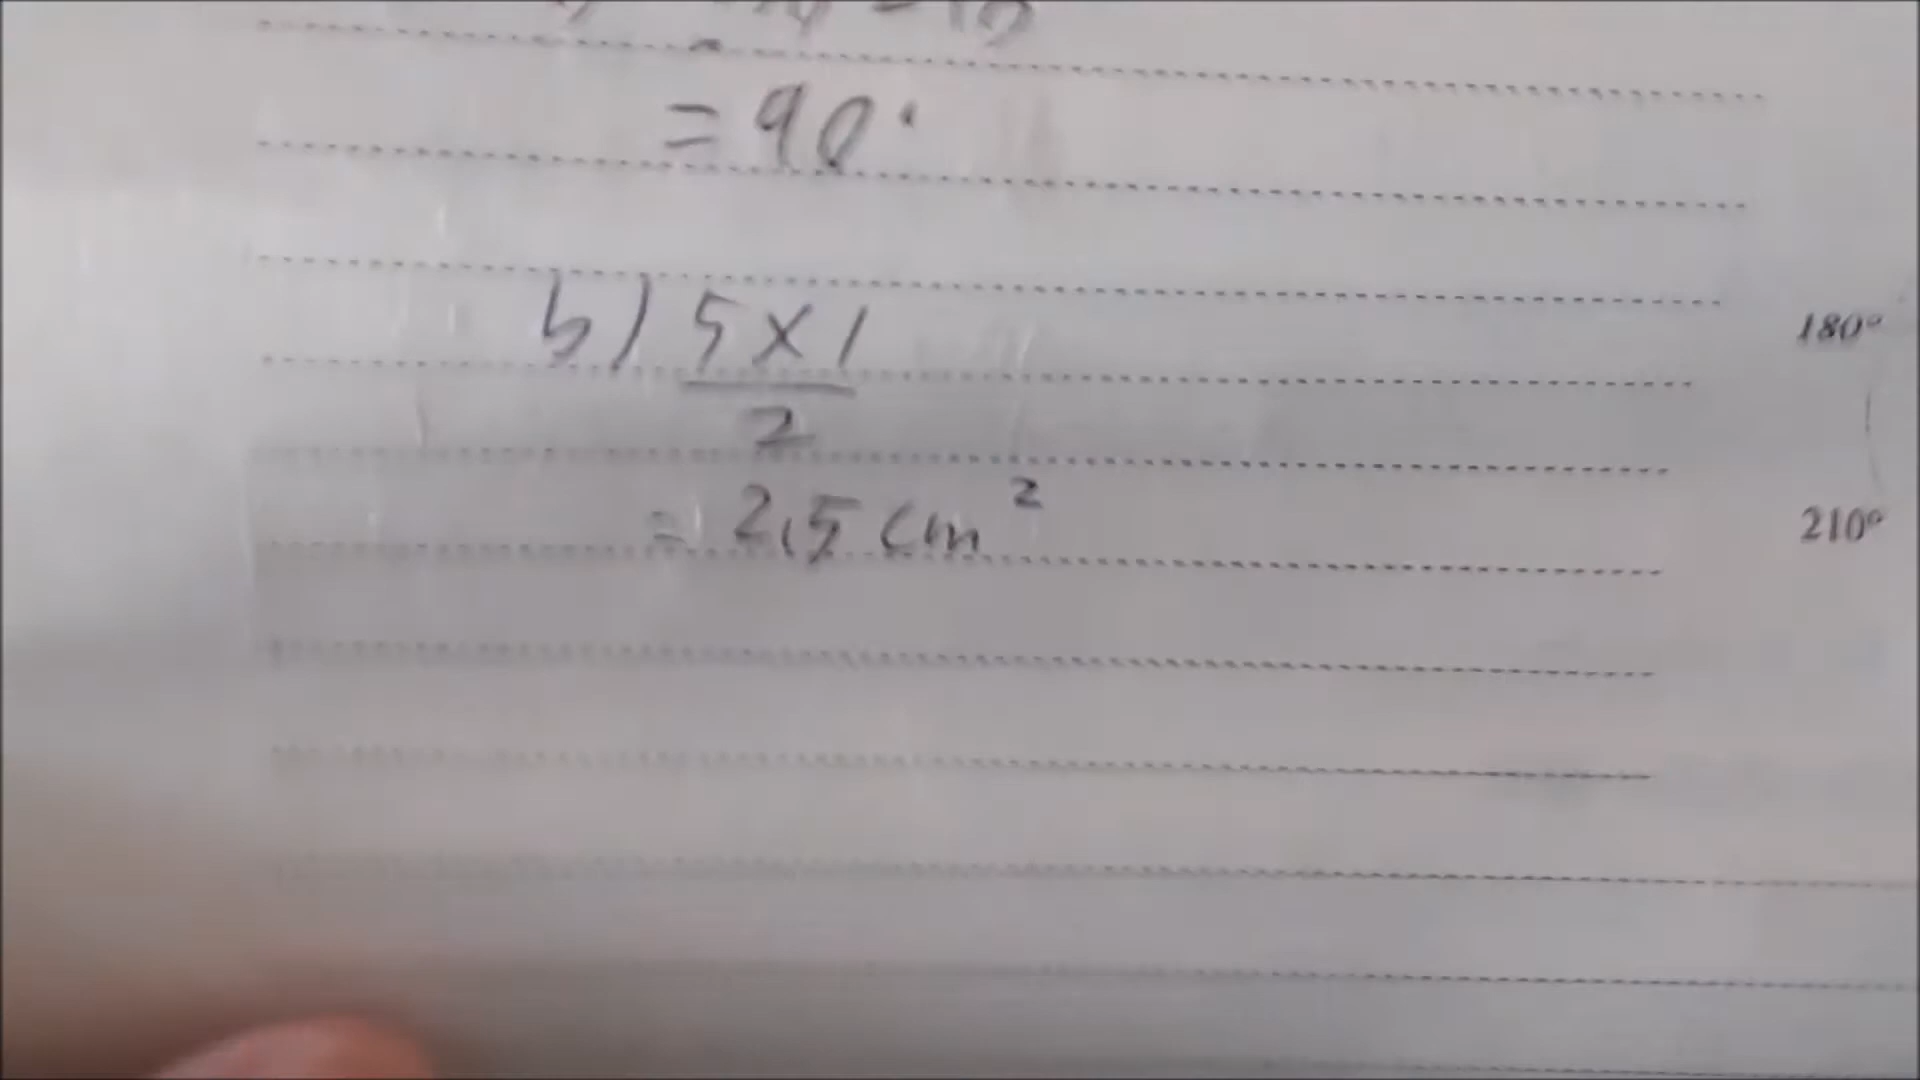 = 90°
b) 5 × 1
2
= 2,5 cm²
180°
210°